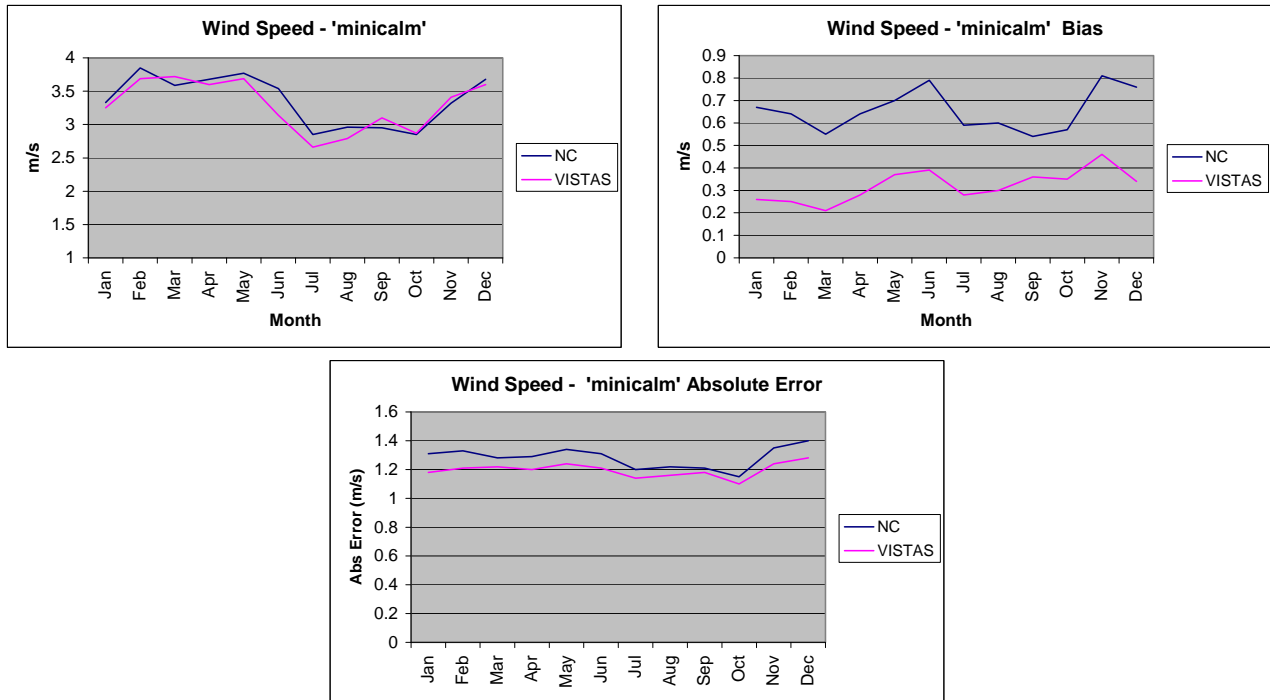 Wind Speed - 'minicalm'
4
3.5
3
2.5
2
1.5
1
m/s
Jan
Feb
Mar
Apr
May
Jun
Jul
Aug
Sep
Oct
Nov
Dec
Month
NC
VISTAS
Wind Speed - 'minicalm' Bias
0.9
0.8
0.7
0.6
0.5
0.4
0.3
0.2
0.1
0
m/s
Jan
Feb
Mar
Apr
May
Jun
Jul
Aug
Sep
Oct
Nov
Dec
Month
NC
VISTAS
Wind Speed - 'minicalm' Absolute Error
1.6
1.4
1.2
1
0.8
0.6
0.4
0.2
0
Abs Error (m/s)
Jan
Feb
Mar
Apr
May
Jun
Jul
Aug
Sep
Oct
Nov
Dec
NC
VISTAS